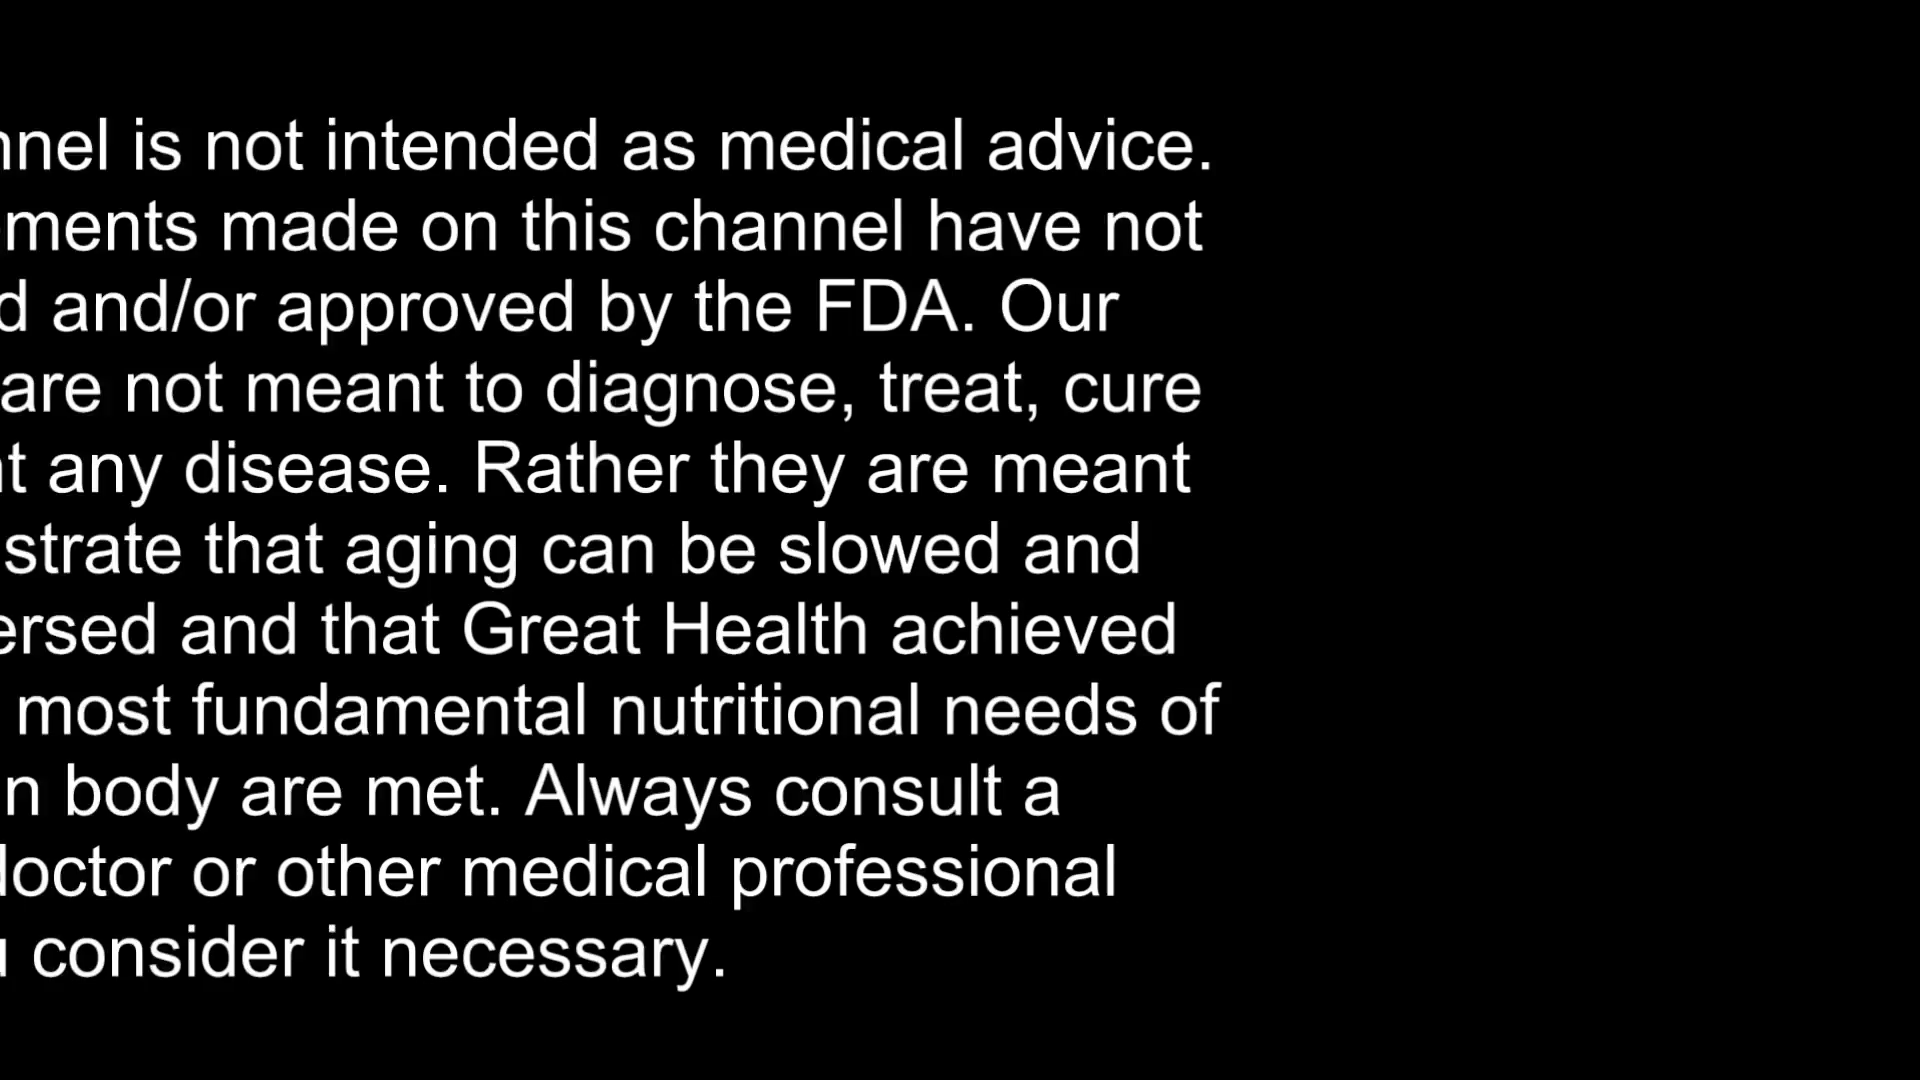 nnel is not intended as medical advice.
ments made on this channel have not
d and/or approved by the FDA. Our
are not meant to diagnose, treat, cure
t any disease. Rather they are meant
strate that aging can be slowed and
ersed and that Great Health achieved
most fundamental nutritional needs of
n body are met. Always consult a
doctor or other medical professional
consider it necessary.